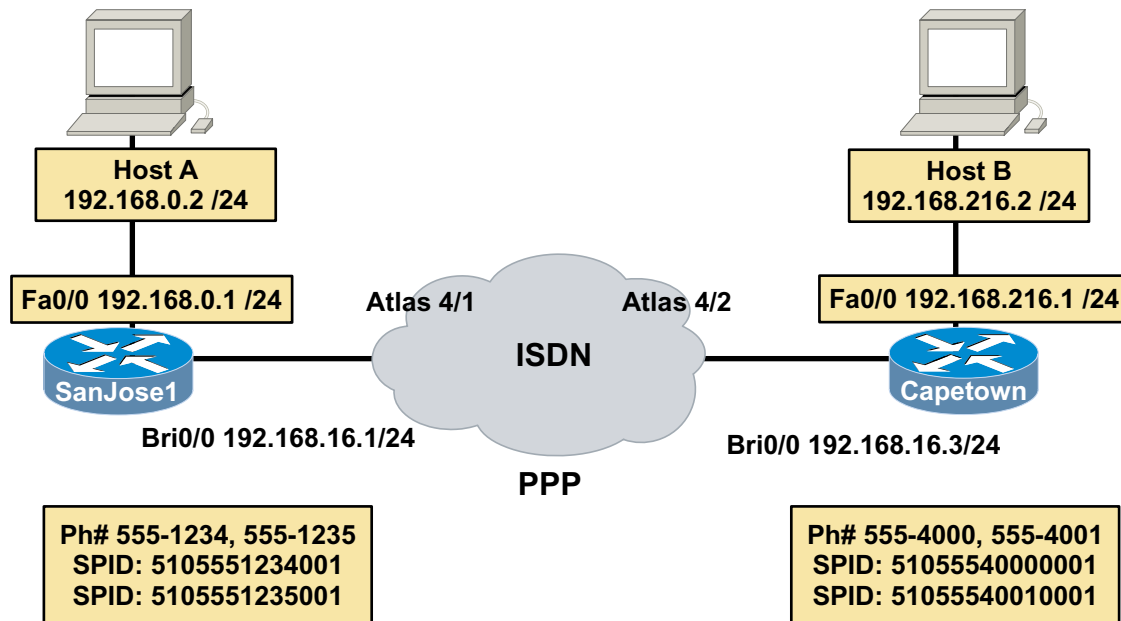 Host A
192.168.0.2 /24
Host B
192.168.216.2 /24
Fa0/0 192.168.0.1 /24
Atlas 4/1
Atlas 4/2
Fa0/0 192.168.216.1 /24
ISDN
SanJose1
Capetown
Bri0/0 192.168.16.1/24
Bri0/0 192.168.16.3/24
PPP
Ph# 555-1234, 555-1235
SPID: 5105551234001
SPID: 5105551235001
Ph# 555-4000, 555-4001
SPID: 51055540000001
SPID: 51055540010001